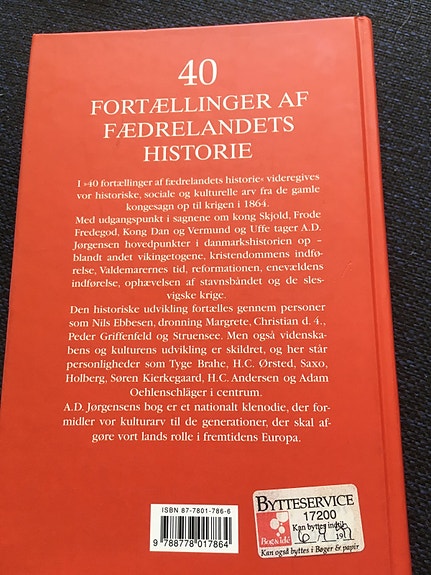 40
FORTÆLLINGER AF
FÆDRELANDETS
HISTORIE
I »40 fortællinger af fædrelandets historie« videregives
vor historiske, sociale og kulturelle arv fra de gamle
kongesagn op til krigen i 1864.
Med udgangspunkt i sagnene om kong Skjold, Frode
Fredegod, Kong Dan og Vermund og Uffe tager A.D.
Jørgensen hovedpunkter i danmarkshistorien op –
blandt andet vikingetogene, kristendommens indfø-
relse, Valdemarernes tid, reformationen, enevældens
indførelse, ophævelsen af stavnsbåndet og de sles-
vigske krige.
Den historiske udvikling fortælles gennem personer
som Nils Ebbesen, dronning Margrete, Christian d. 4.,
Peder Griffenfeld og Struensee. Men også videnska-
bens og kulturens udvikling er skildret, og her står
personligheder som Tyge Brahe, H.C. Ørsted, Saxo,
Holberg, Søren Kierkegaard, H.C. Andersen og Adam
Oehlenschläger i centrum.
A.D. Jørgensens bog er et nationalt klenodie, der for-
midler vor kulturarv til de generationer, der skal af-
gøre vort lands rolle i fremtidens Europa.
ISBN 87-7801-786-6
9 788778 017864
BYTTESERVICE
17200
Kan byttes indtil
Bog & idé
Kan også byttes i Bøger & papir